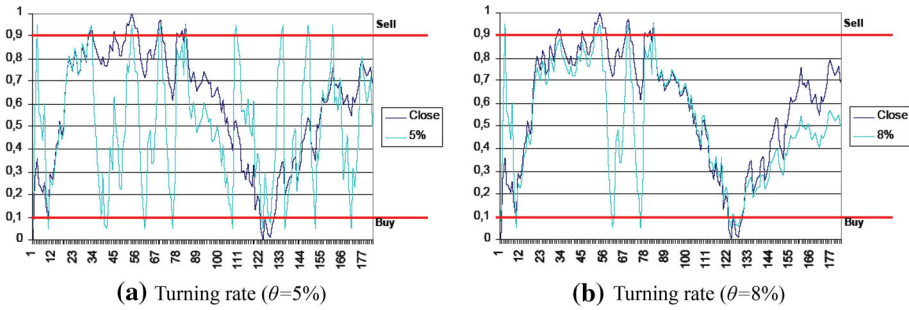 1
0,9
0,8
0,7
0,6
0,5
0,4
0,3
0,2
0,1
0
Sell
Buy
Close
5%
1 12 23 34 45 56 67 78 89 100 111 122 133 144 155 166 177
(a) Turning rate (θ=5%)
1
0,9
0,8
0,7
0,6
0,5
0,4
0,3
0,2
0,1
0
Sell
Buy
Close
8%
1 12 23 34 45 56 67 78 89 100 111 122 133 144 155 166 177
(b) Turning rate (θ=8%)